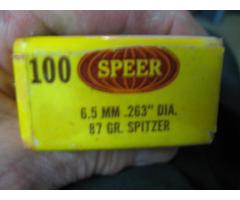 100 SPEER
6.5 MM .263" DIA.
87 GR. SPITZER